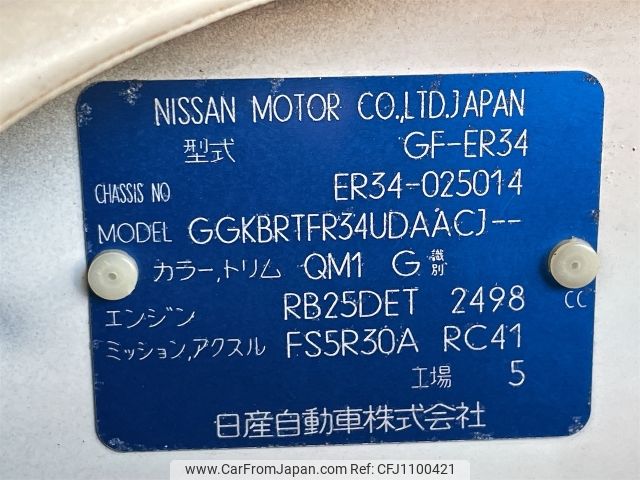 NISSAN MOTOR CO.,LTD.JAPAN
型式 GF-ER34
CHASSIS NO ER34-025014
MODEL GGKBRTFR34UDAACJ--
カラー,トリム QM1 G 識別
エンジン RB25DET 2498 CC
ミッション,アクスル FS5R30A RC41
工場 5
日産自動車株式会社
www.CarFromJapan.com - CFJ1100421